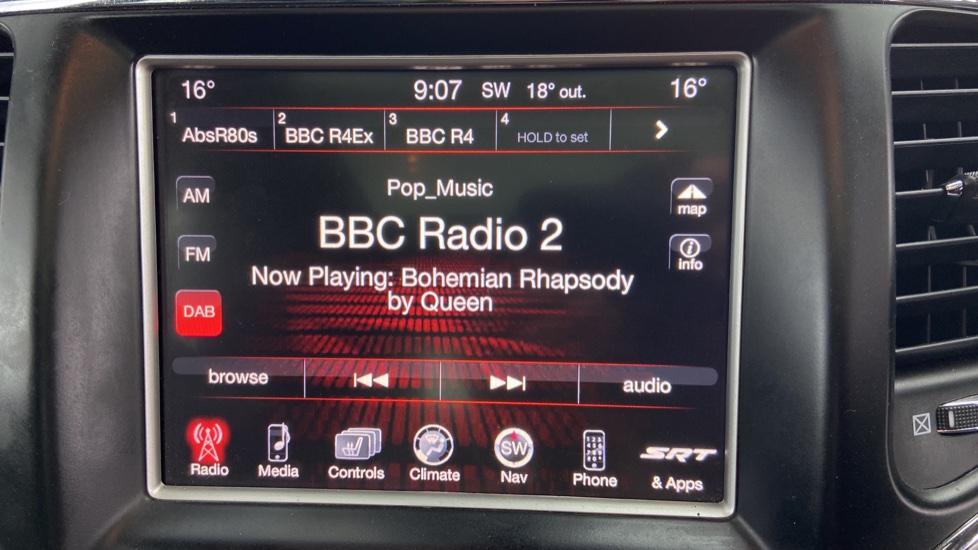 16° 9:07 SW 18° out. 16°
1 AbsR80s 2 BBC R4Ex 3 BBC R4 4 HOLD to set
Pop_Music
AM
map
BBC Radio 2
FM
info
Now Playing: Bohemian Rhapsody
by Queen
DAB
browse audio
Radio Media Controls Climate SW Nav Phone SRT & Apps